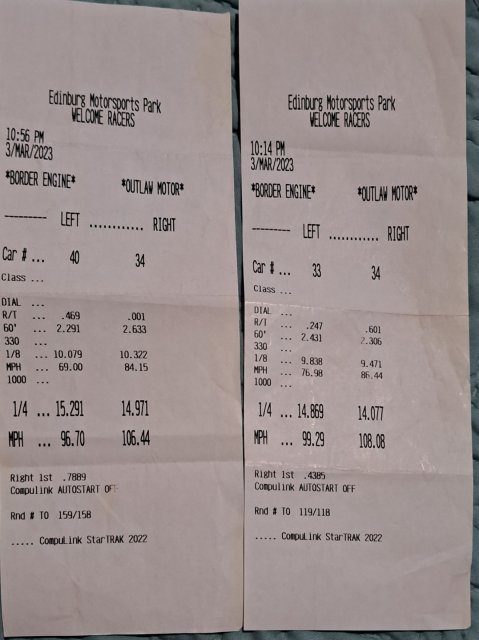 Edinburg Motorsports Park
WELCOME RACERS
10:56 PM
3/MAR/2023
*BORDER ENGINE* *OUTLAW MOTOR*
--------- LEFT ............ RIGHT
Car # ... 40 34
Class ...
DIAL ...
R/T ... .469 .001
60' ... 2.291 2.633
330 ...
1/8 ... 10.079 10.322
MPH ... 69.00 84.15
1000 ...
1/4 ... 15.291 14.971
MPH ... 96.70 106.44
Right 1st .7889
Compulink AUTOSTART OFF
Rnd # TO 159/158
..... CompuLink StarTRAK 2022
Edinburg Motorsports Park
WELCOME RACERS
10:14 PM
3/MAR/2023
*BORDER ENGINE* *OUTLAW MOTOR*
--------- LEFT ............ RIGHT
Car # ... 33 34
Class ...
DIAL ...
R/T ... .247 .601
60' ... 2.431 2.306
330 ...
1/8 ... 9.838 9.471
MPH ... 76.98 86.44
1000 ...
1/4 ... 14.869 14.077
MPH ... 99.29 108.08
Right 1st .4385
Compulink AUTOSTART OFF
Rnd # TO 119/118
..... CompuLink StarTRAK 2022